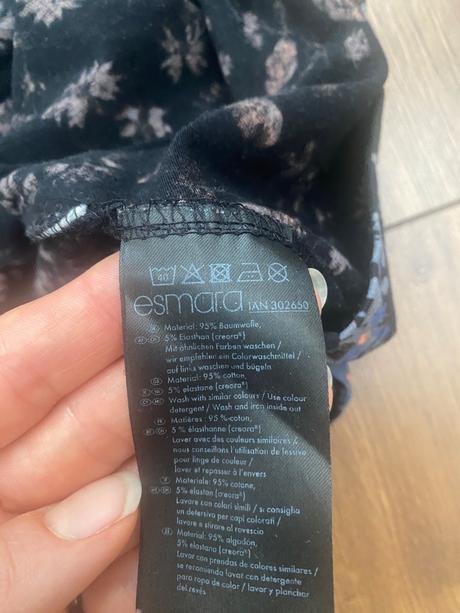 40
esmara IAN 302650
Material: 95% Baumwolle,
5% Elasthan (creora®)
Mit ähnlichen Farben waschen /
wir empfehlen ein Colorwaschmittel /
auf links waschen und bügeln
Material: 95% cotton,
5% elastane (creora®)
Wash with similar colours / Use colour
detergent / Wash and iron inside out
Matières: 95 %-coton,
5 % élasthanne (creora®)
Laver avec des couleurs similaires /
nous conseillons l'utilisation de lessive
pour linge de couleur /
laver et repasser à l'envers
Materiale: 95% cotone,
5% elastan (creora®)
Lavare con colori simili / si consiglia
un detersivo per capi colorati /
lavare e stirare al rovescio
Material: 95% algodón,
5% elastano (creora®)
Lavar con prendas de colores similares /
se recomienda lavar con detergente
para ropa de color / lavar y planchar
del revés